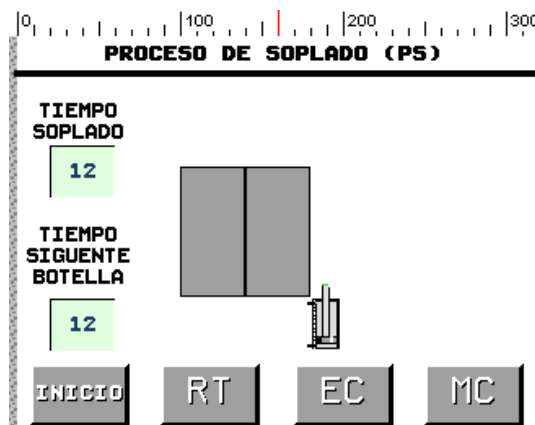 0 100 200 300
PROCESO DE SOPLADO (PS)
TIEMPO
SOPLADO
12
TIEMPO
SIGUENTE
BOTELLA
12
INICIO RT EC MC